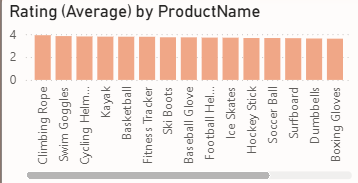 Rating (Average) by ProductName
4
2
0
Climbing Rope
Swim Goggles
Cycling Helm...
Kayak
Basketball
Fitness Tracker
Ski Boots
Baseball Glove
Football Hel...
Ice Skates
Hockey Stick
Soccer Ball
Surfboard
Dumbbells
Boxing Gloves